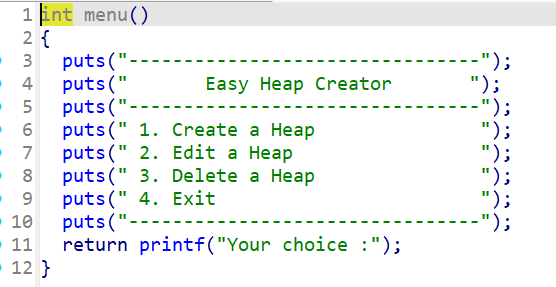 1 int menu()
2 {
3   puts("--------------------------------");
4   puts("       Easy Heap Creator       ");
5   puts("--------------------------------");
6   puts(" 1. Create a Heap               ");
7   puts(" 2. Edit a Heap                 ");
8   puts(" 3. Delete a Heap               ");
9   puts(" 4. Exit                        ");
10   puts("--------------------------------");
11   return printf("Your choice :");
12 }